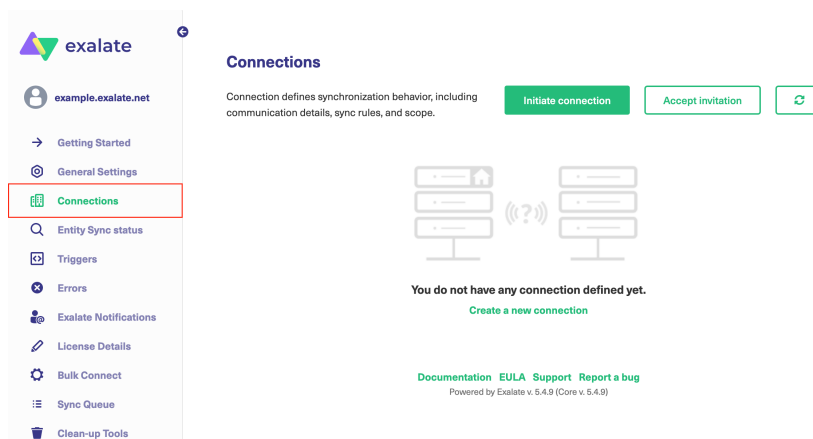 exalate
example.exalate.net
Getting Started
General Settings
Connections
Entity Sync status
Triggers
Errors
Exalate Notifications
License Details
Bulk Connect
Sync Queue
Clean-up Tools
Connections
Connection defines synchronization behavior, including
communication details, sync rules, and scope.
Initiate connection
Accept invitation
((?))
You do not have any connection defined yet.
Create a new connection
Documentation EULA Support Report a bug
Powered by Exalate v. 5.4.9 (Core v. 5.4.9)